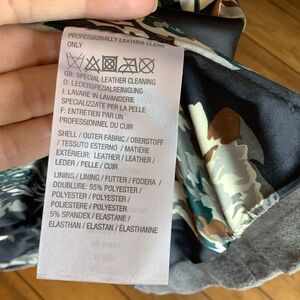 PROFESSIONALLY LEATHER CLEAN
ONLY
GB: SPECIAL LEATHER CLEANING
D: LEDERSPEZIALREINIGUNG
I: LAVARE IN LAVANDERIE
SPECIALIZZATE PER LA PELLE
F: ENTRETIEN PAR UN
PROFESSIONNEL DU CUIR
SHELL / OUTER FABRIC / OBERSTOFF
/ TESSUTO ESTERNO / MATIÈRE
EXTÉRIEUR: LEATHER / LEATHER /
LEDER / PELLE / CUIR
LINING / LINING / FUTTER / FODERA /
DOUBLURE: 95% POLYESTER /
POLYESTER / POLYESTER /
POLIESTERE / POLYESTER
5% SPANDEX / ELASTANE /
ELASTHAN / ELASTAN / ÉLASTHANNE